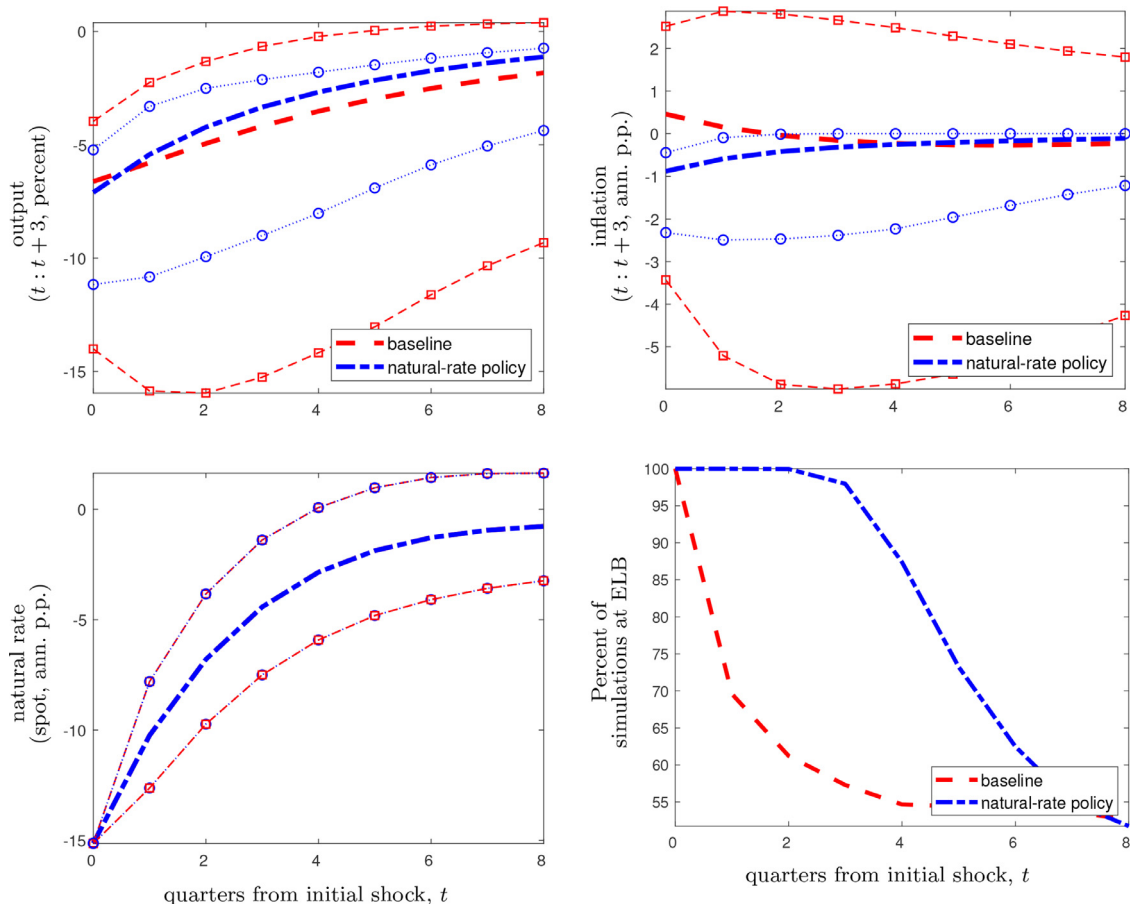 output
(t : t + 3, percent)
0
-5
-10
-15
0
2
4
6
8
baseline
natural-rate policy
inflation
(t : t + 3, ann. p.p.)
2
1
0
-1
-2
-3
-4
-5
0
2
4
6
8
baseline
natural-rate policy
natural rate
(spot, ann. p.p.)
0
-5
-10
-15
0
2
4
6
8
quarters from initial shock, t
Percent of
simulations at ELB
100
95
90
85
80
75
70
65
60
55
0
2
4
6
8
baseline
natural-rate policy
quarters from initial shock, t